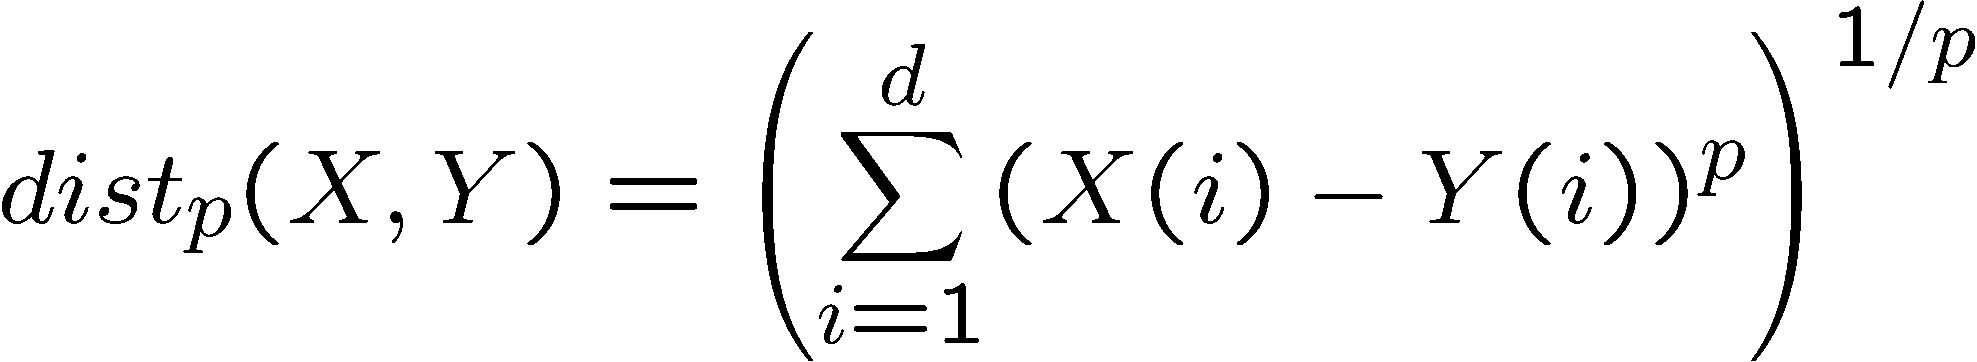 dist_p(X, Y) = \left( \sum_{i=1}^{d} (X(i) - Y(i))^p \right)^{1/p}